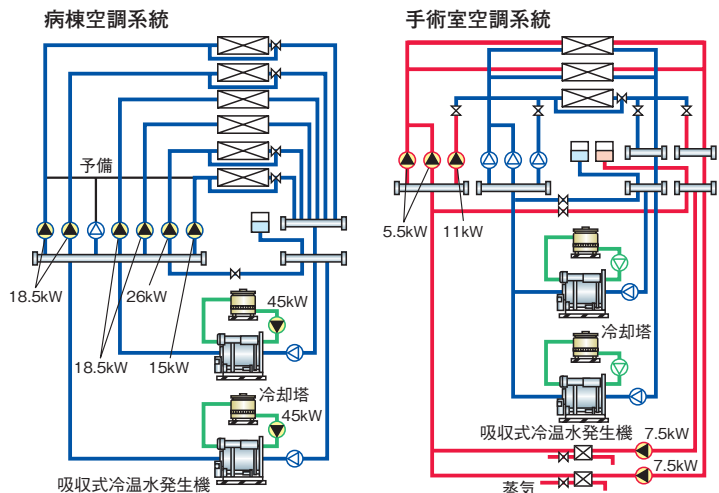 病棟空調系統
予備
18.5kW
26kW
18.5kW
15kW
45kW
冷却塔
45kW
吸収式冷温水発生機
手術室空調系統
5.5kW
11kW
冷却塔
吸収式冷温水発生機
7.5kW
7.5kW
蒸気